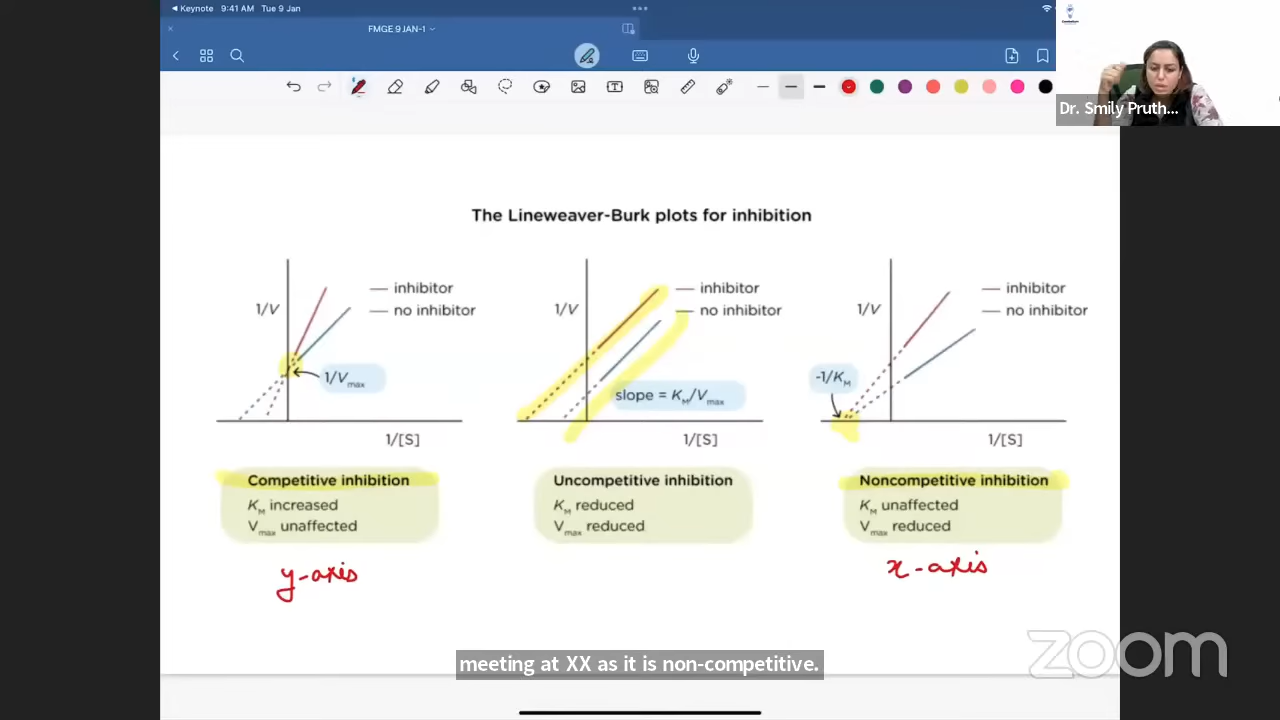 Keynote 9:41 AM Tue 9 Jan
FMGE 9 JAN-1
Dr. Smily Pruth...
The Lineweaver-Burk plots for inhibition
1/V
inhibitor
no inhibitor
1/Vmax
1/[S]
1/V
inhibitor
no inhibitor
slope = KM/Vmax
1/[S]
1/V
inhibitor
no inhibitor
-1/KM
1/[S]
Competitive inhibition
KM increased
Vmax unaffected
Uncompetitive inhibition
KM reduced
Vmax reduced
Noncompetitive inhibition
KM unaffected
Vmax reduced
y-axis
x-axis
meeting at XX as it is non-competitive.
zoom